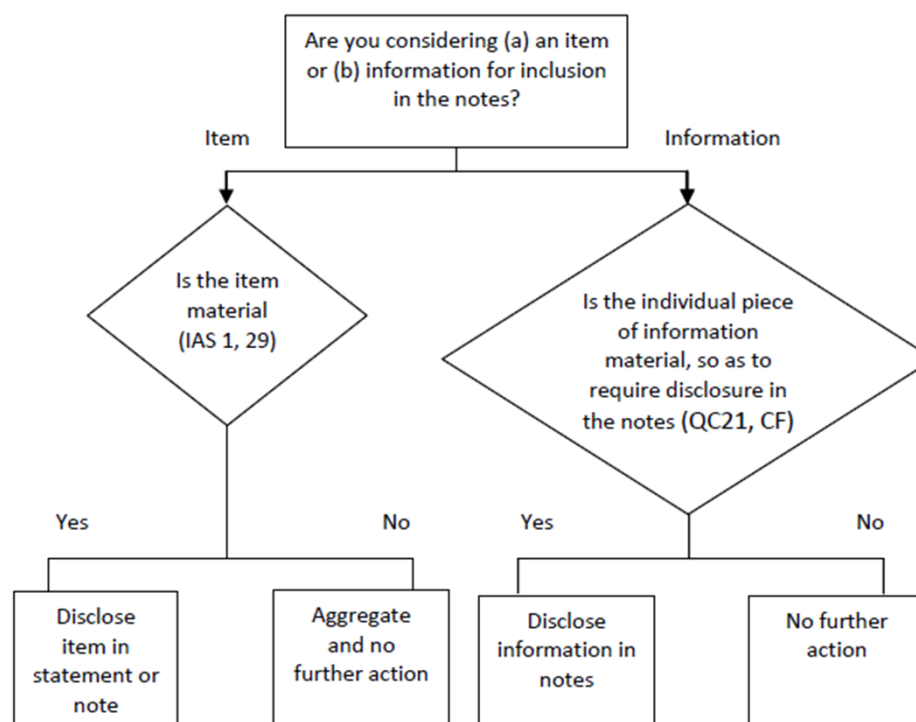 Are you considering (a) an item
or (b) information for inclusion
in the notes?
Item
Information
Is the item
material
(IAS 1, 29)
Is the individual piece
of information
material, so as to
require disclosure in
the notes (QC21, CF)
Yes
No
Yes
No
Disclose
item in
statement or
note
Aggregate
and no
further action
Disclose
information in
notes
No further
action